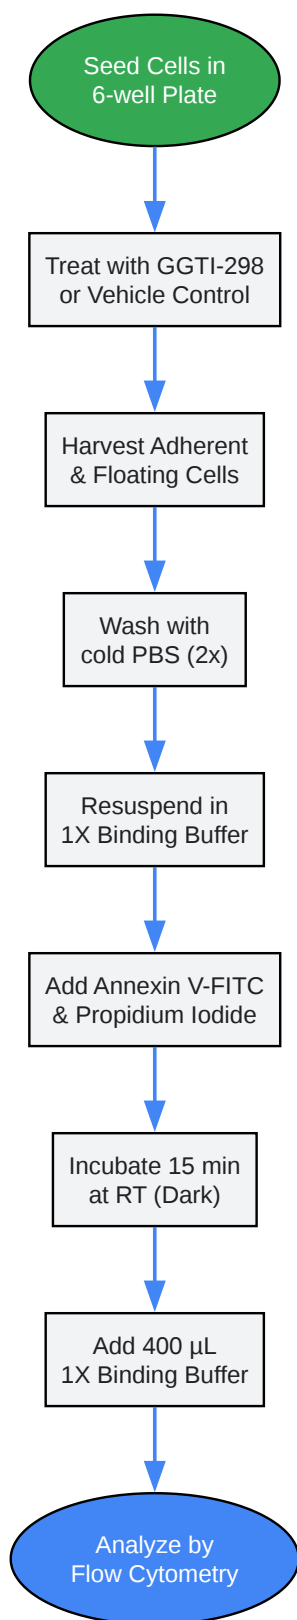 Seed Cells in
6-well Plate
Treat with GGTI-298
or Vehicle Control
Harvest Adherent
& Floating Cells
Wash with
cold PBS (2x)
Resuspend in
1X Binding Buffer
Add Annexin V-FITC
& Propidium Iodide
Incubate 15 min
at RT (Dark)
Add 400 µL
1X Binding Buffer
Analyze by
Flow Cytometry